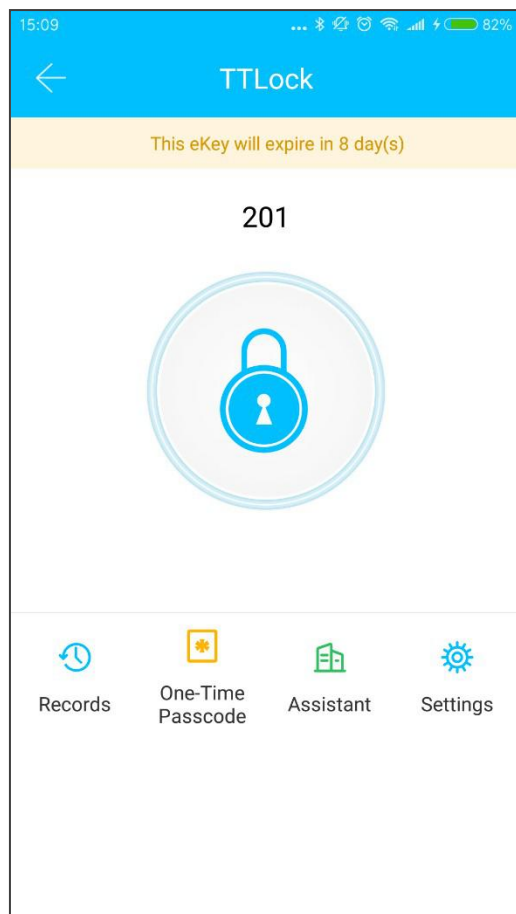 15:09 ... 82%
TTLock
This eKey will expire in 8 day(s)
201
Records
One-Time
Passcode
Assistant
Settings